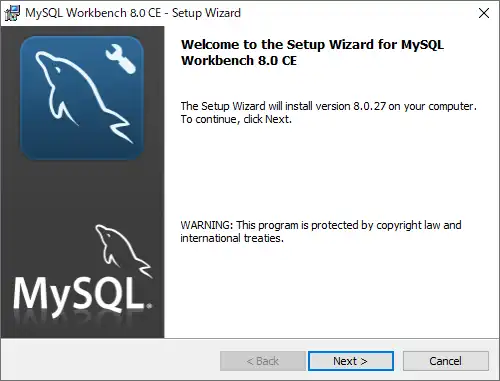 MySQL Workbench 8.0 CE - Setup Wizard
Welcome to the Setup Wizard for MySQL
Workbench 8.0 CE
The Setup Wizard will install version 8.0.27 on your computer.
To continue, click Next.
WARNING: This program is protected by copyright law and
international treaties.
MySQL®
< Back
Next >
Cancel